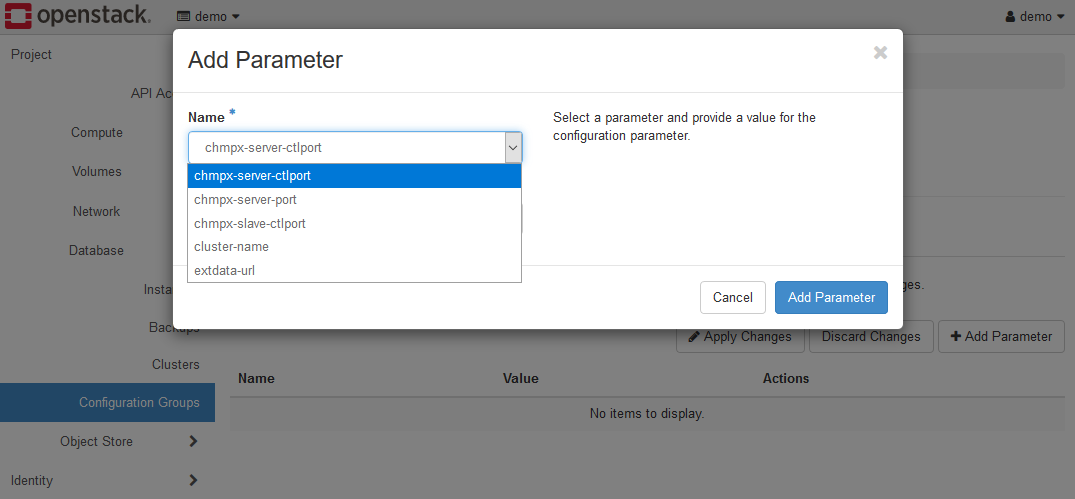 openstack.
demo
demo
Project
API Ac
Compute
Volumes
Network
Database
Insta
Backups
Clusters
Configuration Groups
Object Store
Identity
Add Parameter
×
Name *
chmpx-server-ctlport
chmpx-server-ctlport
chmpx-server-port
chmpx-slave-ctlport
cluster-name
extdata-url
Select a parameter and provide a value for the
configuration parameter.
Cancel
Add Parameter
ges.
Apply Changes
Discard Changes
+ Add Parameter
Name Value Actions
No items to display.